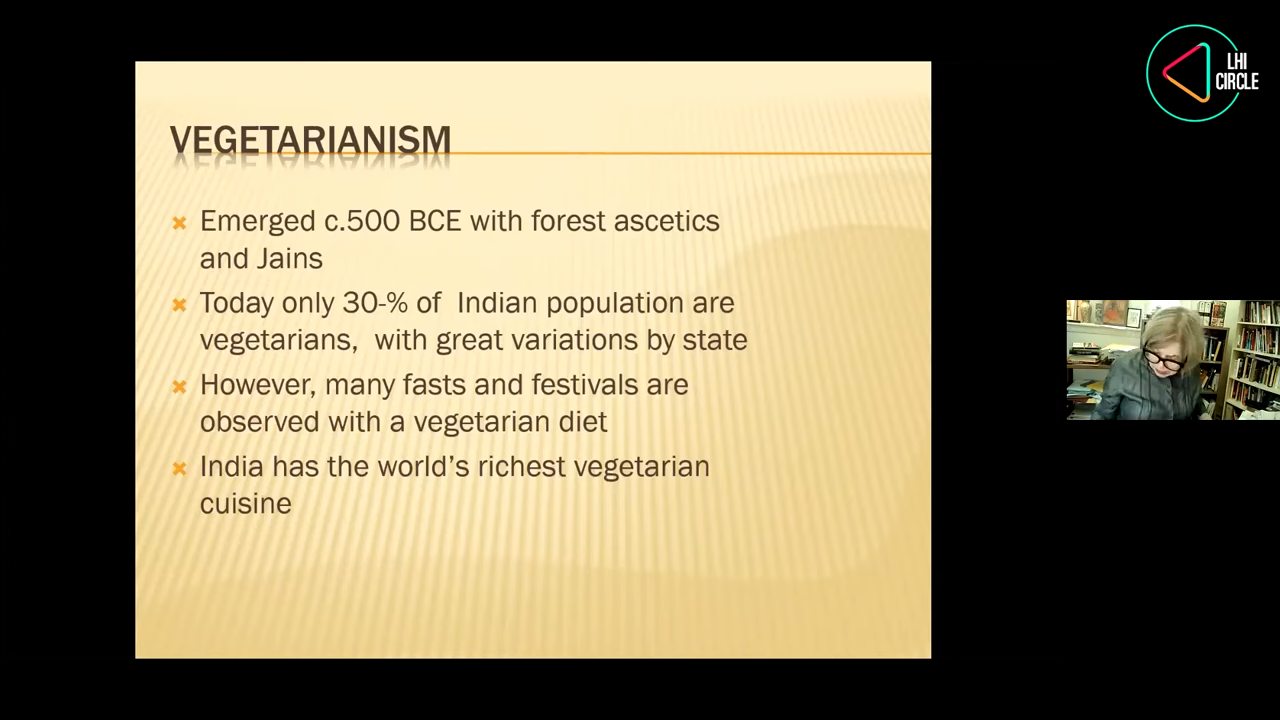 LHI
CIRCLE
VEGETARIANISM
Emerged c.500 BCE with forest ascetics
and Jains
Today only 30-% of Indian population are
vegetarians, with great variations by state
However, many fasts and festivals are
observed with a vegetarian diet
India has the world's richest vegetarian
cuisine